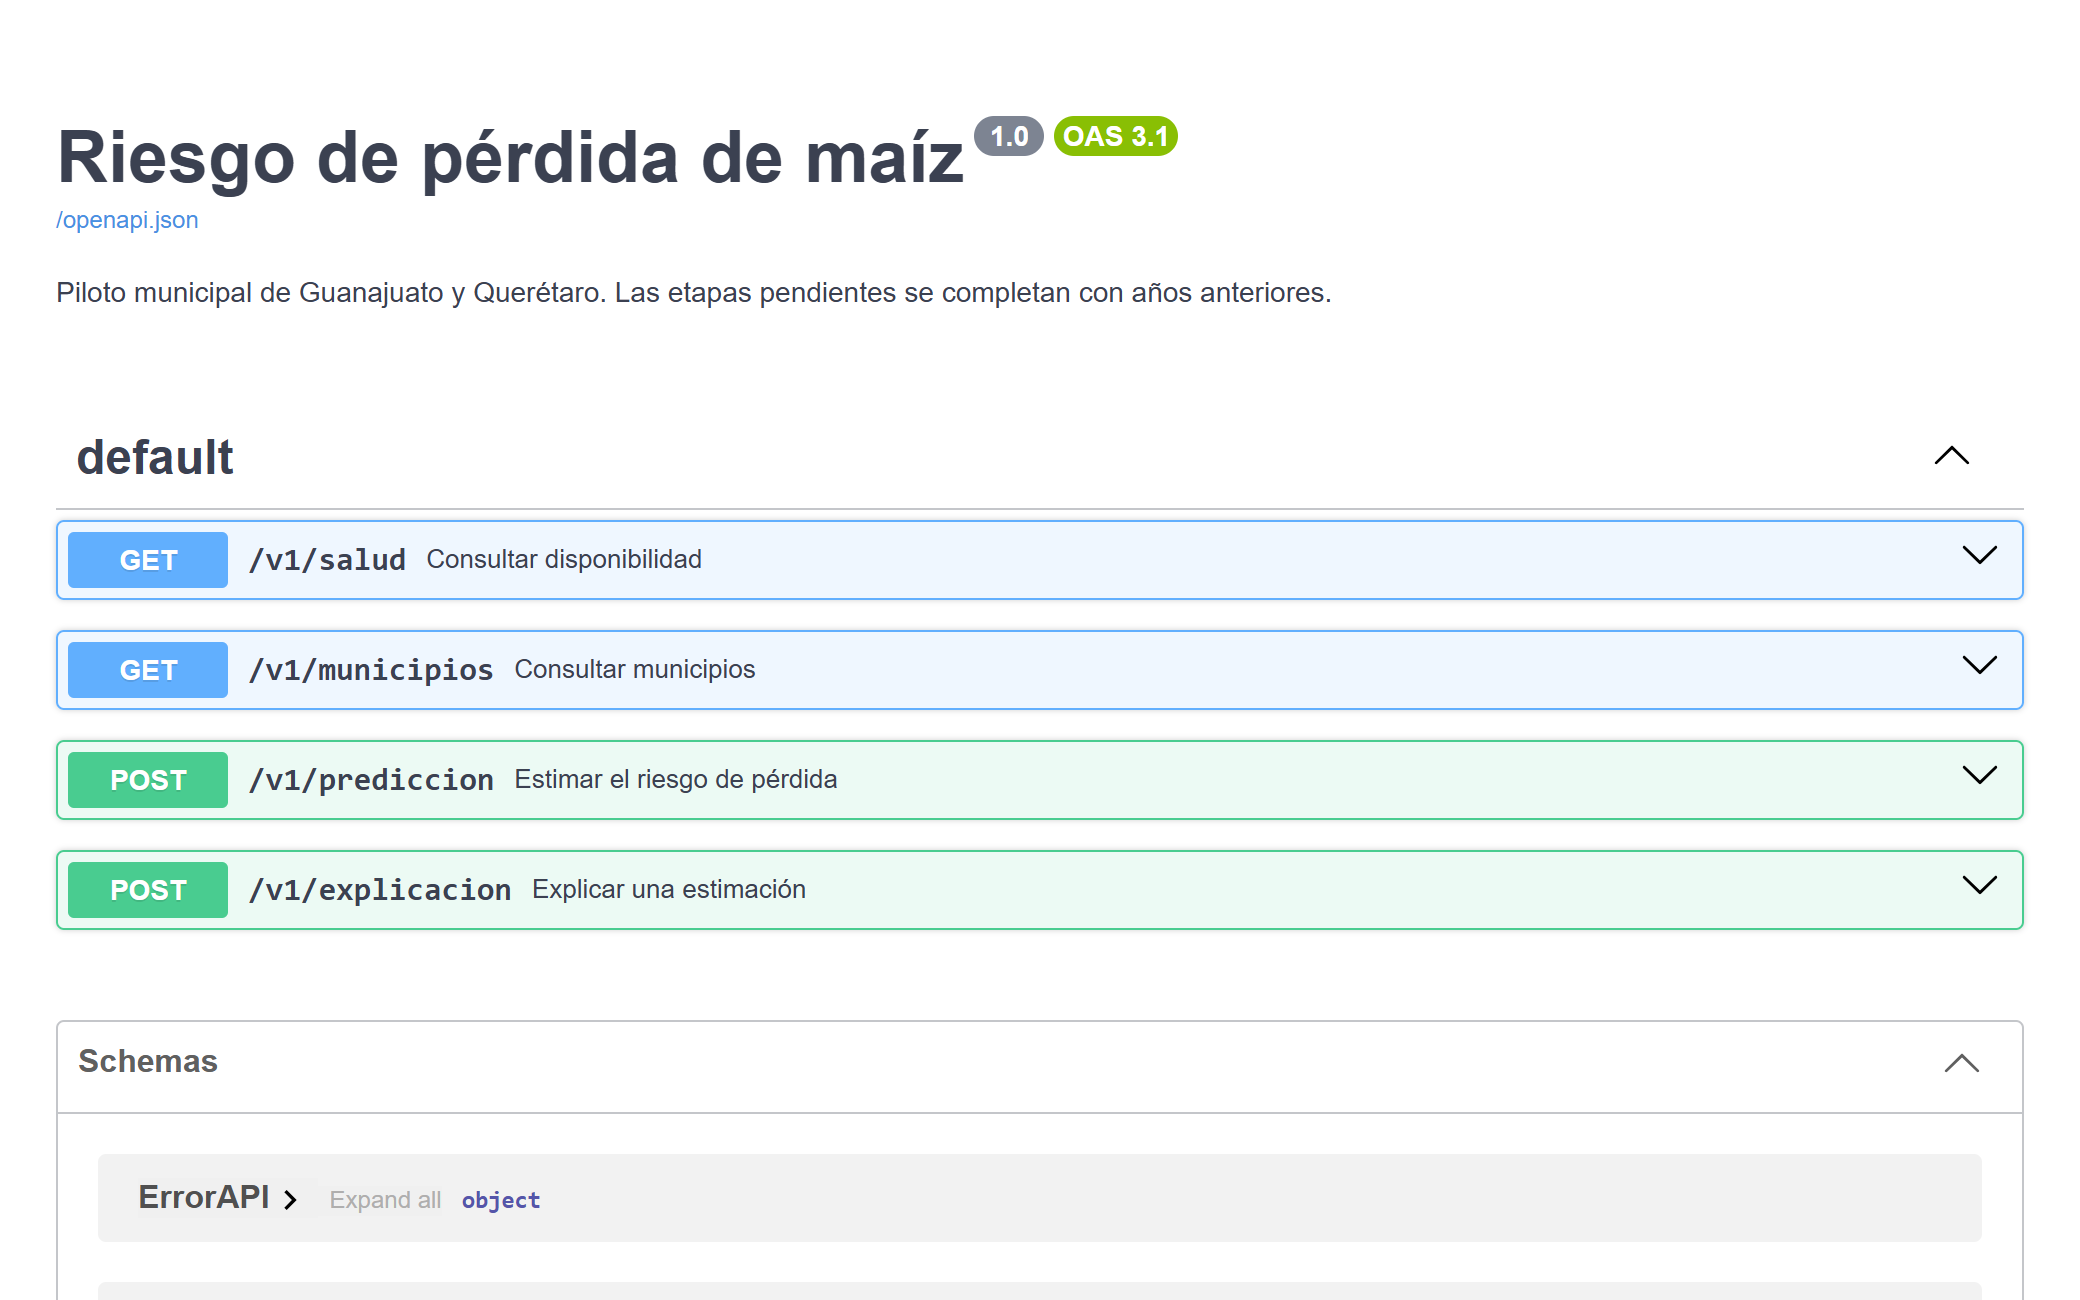 Riesgo de pérdida de maíz 1.0 OAS 3.1
/openapi.json
Piloto municipal de Guanajuato y Querétaro. Las etapas pendientes se completan con años anteriores.
default
GET /v1/salud Consultar disponibilidad
GET /v1/municipios Consultar municipios
POST /v1/prediccion Estimar el riesgo de pérdida
POST /v1/explicacion Explicar una estimación
Schemas
ErrorAPI Expand all object